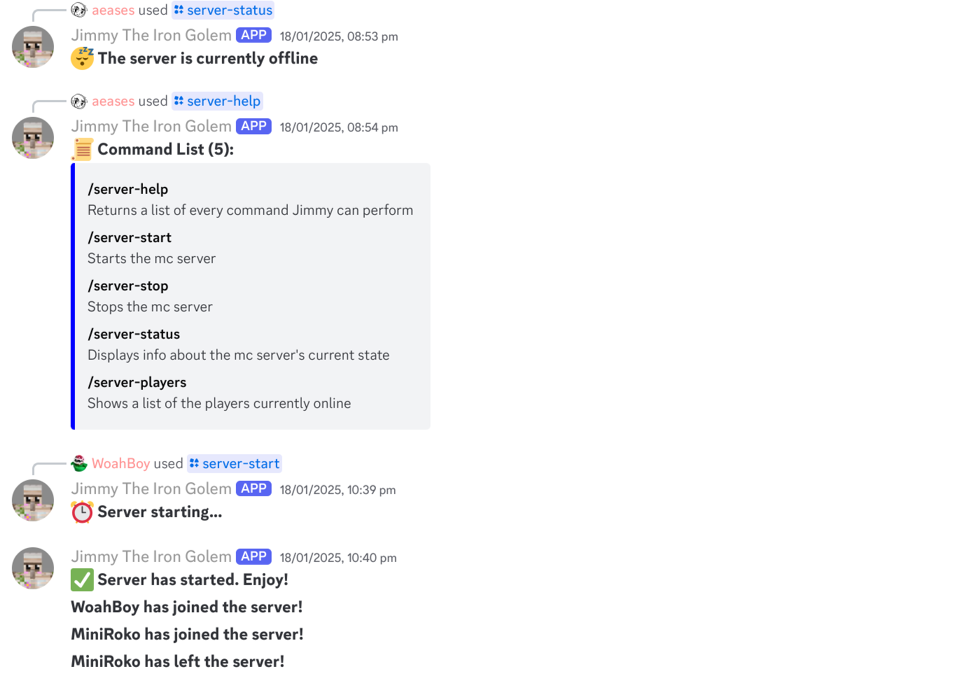 aeases used server-status
Jimmy The Iron Golem APP 18/01/2025, 08:53 pm
The server is currently offline
aeases used server-help
Jimmy The Iron Golem APP 18/01/2025, 08:54 pm
Command List (5):
/server-help
Returns a list of every command Jimmy can perform
/server-start
Starts the mc server
/server-stop
Stops the mc server
/server-status
Displays info about the mc server's current state
/server-players
Shows a list of the players currently online
WoahBoy used server-start
Jimmy The Iron Golem APP 18/01/2025, 10:39 pm
Server starting...
Jimmy The Iron Golem APP 18/01/2025, 10:40 pm
Server has started. Enjoy!
WoahBoy has joined the server!
MiniRoko has joined the server!
MiniRoko has left the server!